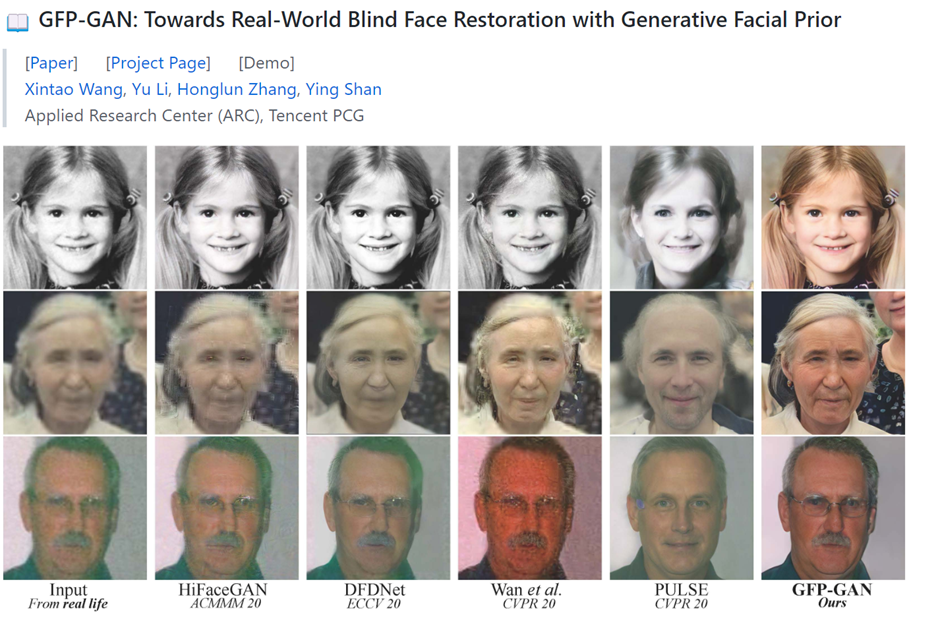 GFP-GAN: Towards Real-World Blind Face Restoration with Generative Facial Prior
[Paper] [Project Page] [Demo]
Xintao Wang, Yu Li, Honglun Zhang, Ying Shan
Applied Research Center (ARC), Tencent PCG
Input HiFaceGAN DFDNet Wan et al. PULSE GFP-GAN
From real life ACMMM 20 ECCV 20 CVPR 20 CVPR 20 Ours